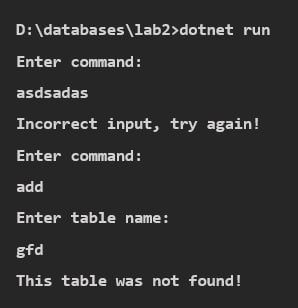 D:\databases\lab2>dotnet run
Enter command:
asdsadas
Incorrect input, try again!
Enter command:
add
Enter table name:
gfd
This table was not found!